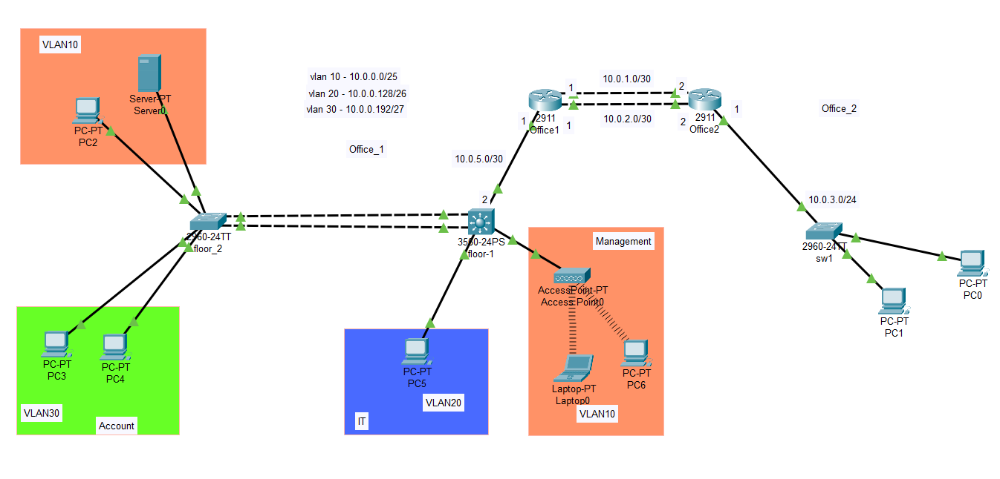 VLAN10
Server-PT
Server0
PC-PT
PC2
vlan 10 - 10.0.0.0/25
vlan 20 - 10.0.0.128/26
vlan 30 - 10.0.0.192/27
Office_1
10.0.1.0/30
1
2
2911
Office1
1
1
10.0.2.0/30
2911
Office2
2
1
Office_2
10.0.5.0/30
2
10.0.3.0/24
2960-24TT
floor_2
3560-24PS
floor-1
2960-24TT
sw1
PC-PT
PC0
PC-PT
PC1
Management
AccessPoint-PT
Access Point0
Laptop-PT
Laptop0
PC-PT
PC6
VLAN10
PC-PT
PC5
VLAN20
IT
PC-PT
PC3
PC-PT
PC4
VLAN30
Account